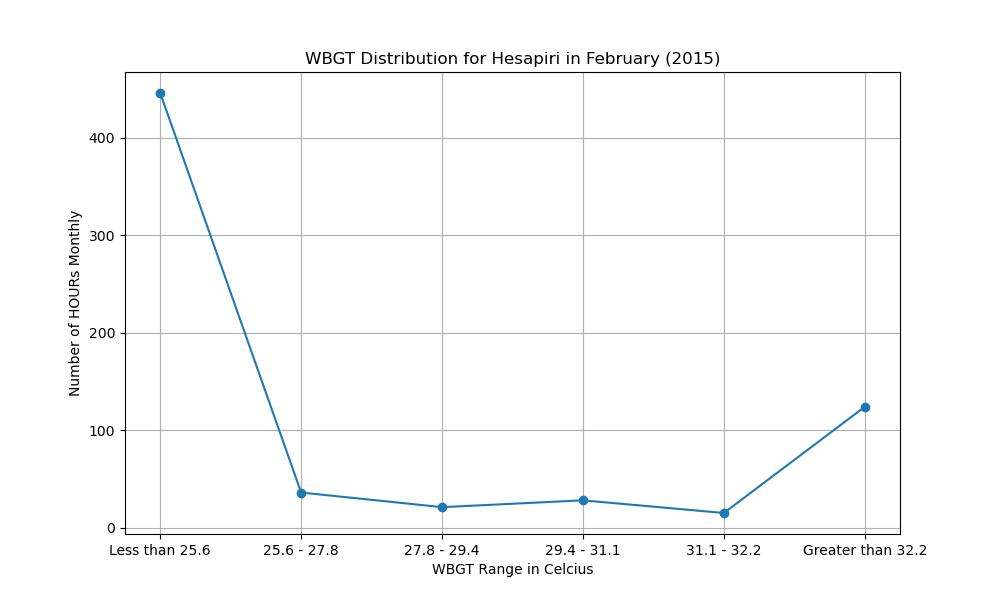 WBGT Distribution for Hesapiri in February (2015)
Number of HOURs Monthly
400
300
200
100
0
Less than 25.6
25.6 - 27.8
27.8 - 29.4
29.4 - 31.1
31.1 - 32.2
Greater than 32.2
WBGT Range in Celcius